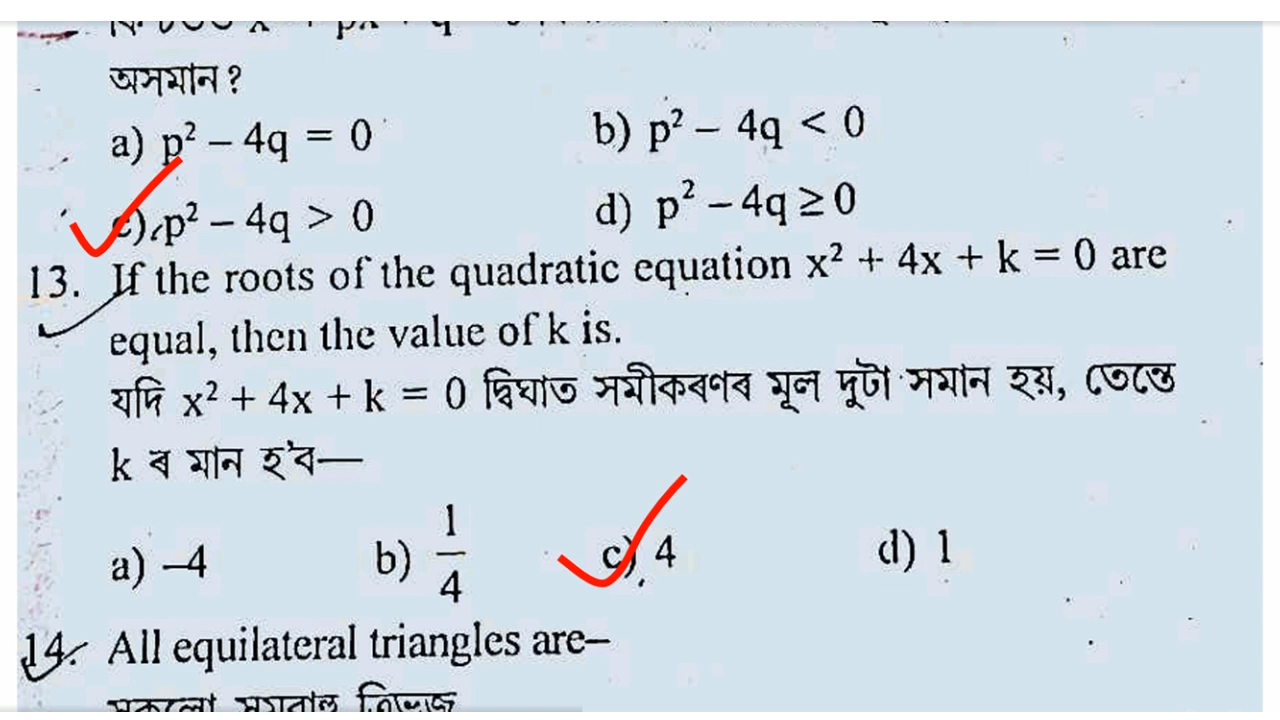 অসমান ?
a) p² – 4q = 0
b) p² – 4q < 0
c) p² – 4q > 0
d) p² – 4q ≥ 0
13. If the roots of the quadratic equation x² + 4x + k = 0 are
equal, then the value of k is.
যদি x² + 4x + k = 0 দ্বিঘাত সমীকৰণৰ মূল দুটা সমান হয়, তেন্তে
k ৰ মান হ'ব—
a) –4 b) 1/4 c) 4 d) 1
14. All equilateral triangles are–
সকলো সমবাহু ত্ৰিভুজ